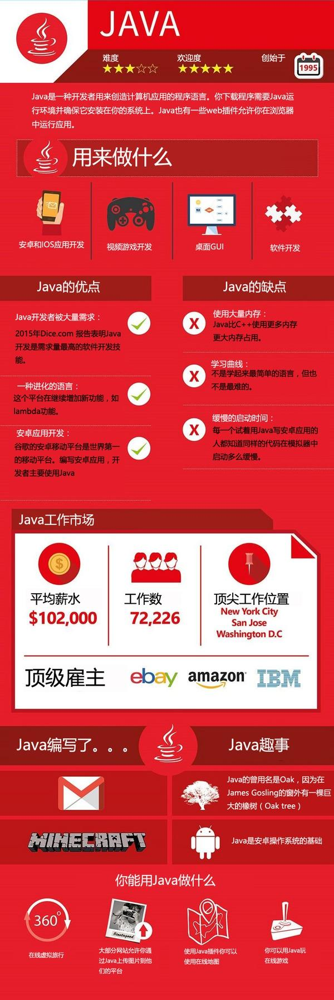 JAVA
难度
欢迎度
创始于
1995
Java是一种开发者用来创造计算机应用的程序语言。你下载程序需要Java运
行环境并确保它安装在你的系统上。Java也有一些web插件允许你在浏览器
中运行应用。
用来做什么
安卓和IOS应用开发
视频游戏开发
桌面GUI
软件开发
Java的优点
Java开发者被大量需求：
2015年Dice.com 报告表明Java
开发是需求量最高的软件开发技
能。
一种进化的语言：
这个平台在继续增加新功能，如
lambda功能。
安卓应用开发：
谷歌的安卓移动平台是世界第一
的移动平台。编写安卓应用，开
发者主要使用Java
Java的缺点
X
使用大量内存：
Java比C++使用更多内存
更大内存占用。
X
学习曲线：
不是学起来最简单的语言，但也
不是最难的。
X
缓慢的启动时间：
每一个试着用Java写安卓应用的
人都知道同样的代码在模拟器中
启动多么缓慢。
Java工作市场
$
平均薪水
$102,000
工作数
72,226
顶尖工作位置
New York City
San Jose
Washington D.C
顶级雇主
ebay
amazon
IBM
Java编写了。。。
Java趣事
MINECRAFT
Java的曾用名是Oak，因为在
James Gosling的窗外有一棵巨
大的橡树（Oak tree）
Java是安卓操作系统的基础
你能用Java做什么
360°
在线虚拟旅行
#instagood
大部分网站允许你通
过Java上传图片到他
们的平台
使用Java插件你可以
使用在线地图
你可以用Java玩
在线游戏